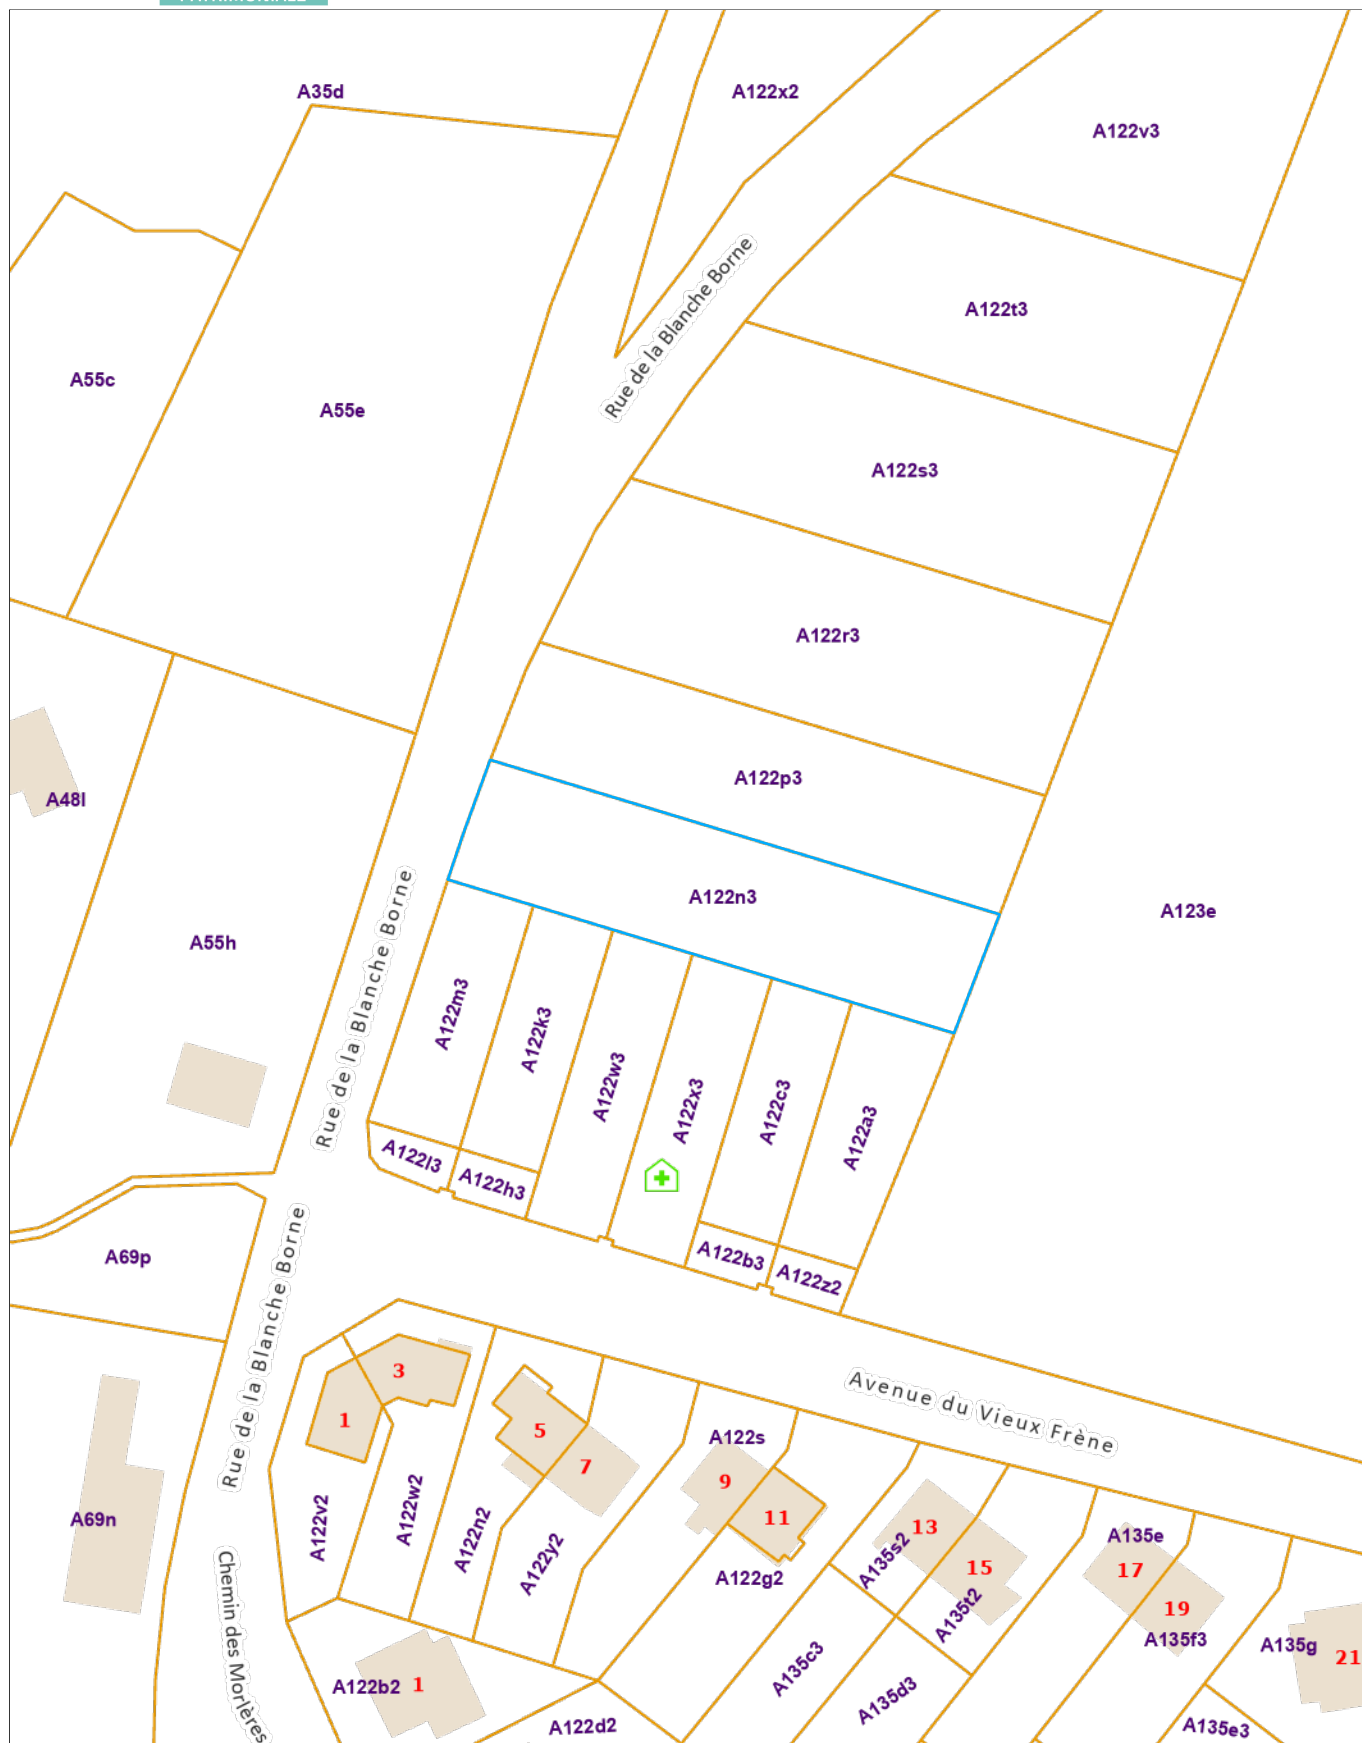 A35d
A122x2
A122v3
Rue de la Blanche Borne
A122t3
A55c
A55e
A122s3
A122r3
A122p3
A48l
A122n3
A123e
A55h
Rue de la Blanche Borne
A122m3
A122k3
A122w3
A122x3
A122c3
A122a3
A122l3
A122h3
A122b3
A122z2
A69p
Rue de la Blanche Borne
Avenue du Vieux Frène
3
1
5
7
A122s
9
11
A122v2
A122w2
A122n2
A122y2
A122g2
A69n
13
A135s2
15
A135t2
A135e
17
19
A135f3
A135g
21
Chemin des Morlères
A122b2
1
A122d2
A135c3
A135d3
A135e3